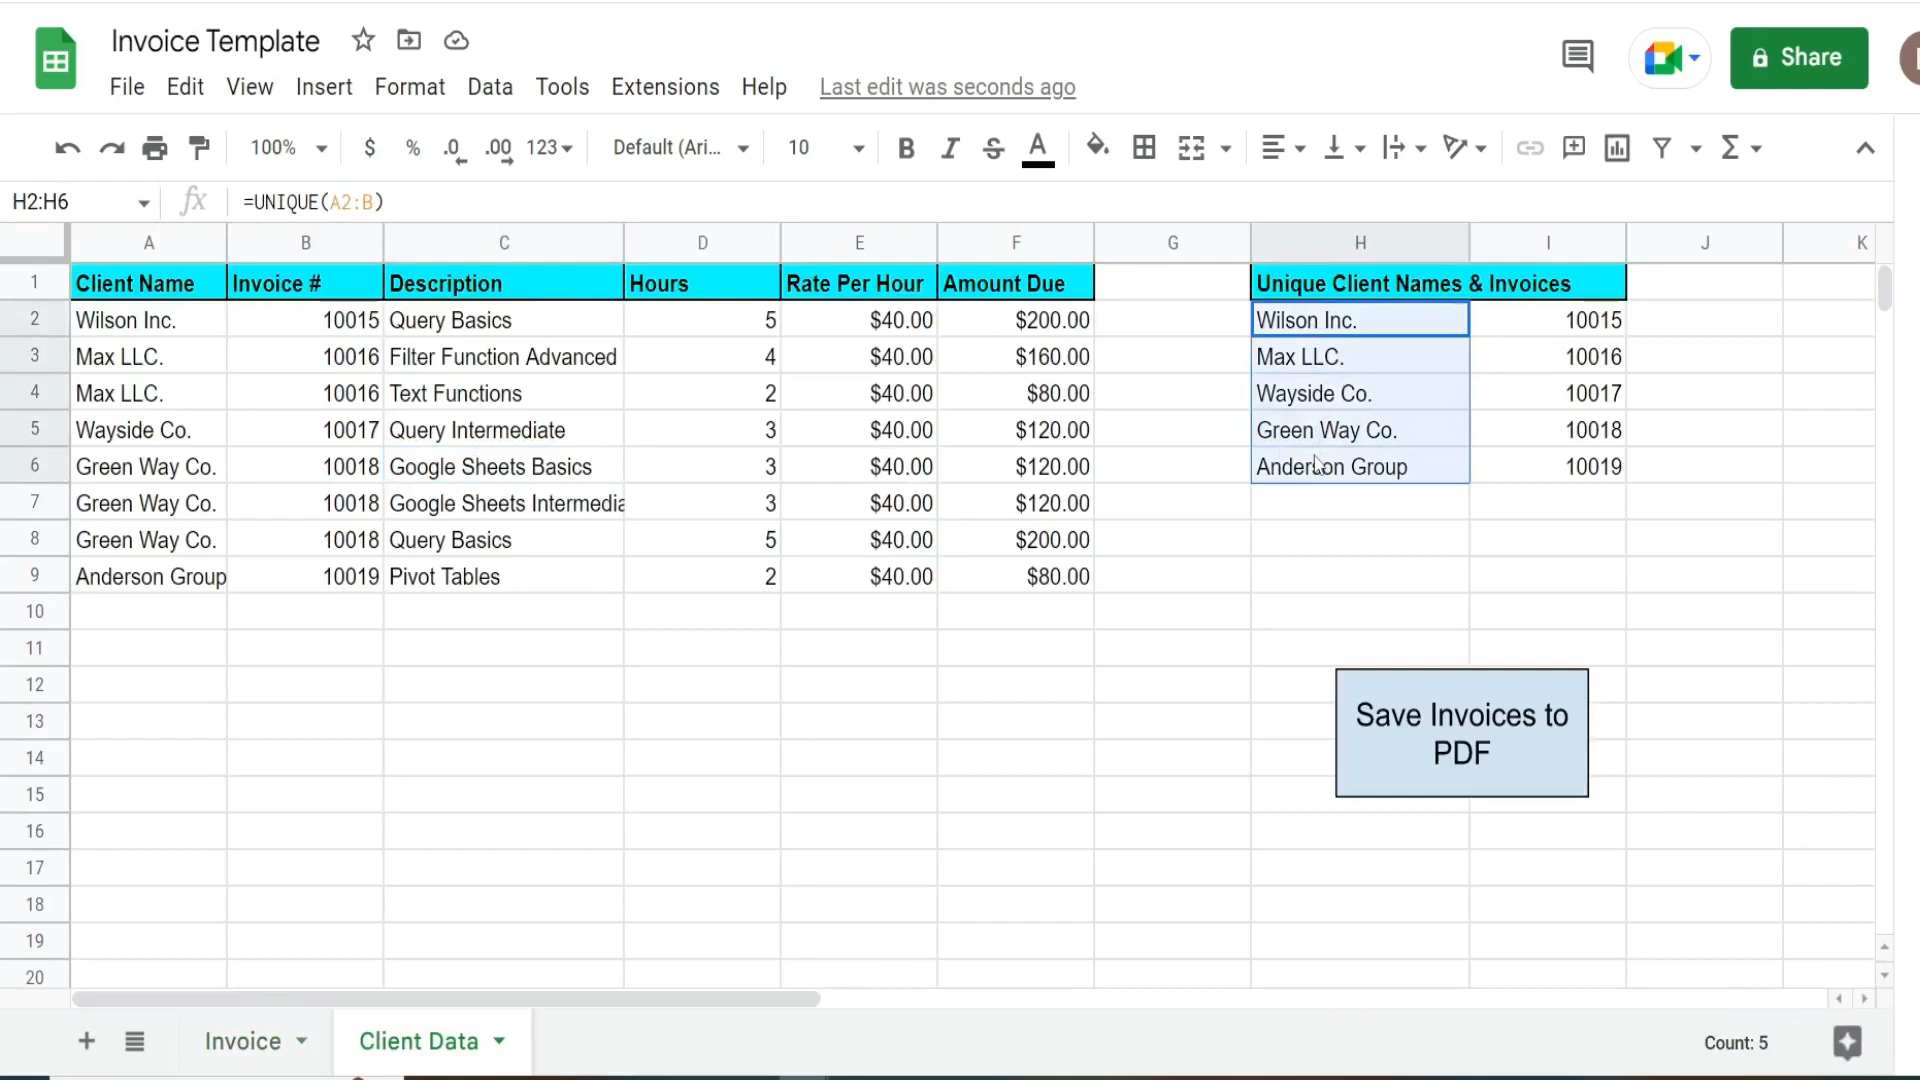 Invoice Template
File Edit View Insert Format Data Tools Extensions Help Last edit was seconds ago
Share
100% $ % .0 .00 123 Default (Ari... 10 B I S A Σ
H2:H6 fx =UNIQUE(A2:B)
A B C D E F G H I J K
1 Client Name Invoice # Description Hours Rate Per Hour Amount Due Unique Client Names & Invoices
2 Wilson Inc. 10015 Query Basics 5 $40.00 $200.00 Wilson Inc. 10015
3 Max LLC. 10016 Filter Function Advanced 4 $40.00 $160.00 Max LLC. 10016
4 Max LLC. 10016 Text Functions 2 $40.00 $80.00 Wayside Co. 10017
5 Wayside Co. 10017 Query Intermediate 3 $40.00 $120.00 Green Way Co. 10018
6 Green Way Co. 10018 Google Sheets Basics 3 $40.00 $120.00 Anderson Group 10019
7 Green Way Co. 10018 Google Sheets Intermedia 3 $40.00 $120.00
8 Green Way Co. 10018 Query Basics 5 $40.00 $200.00
9 Anderson Group 10019 Pivot Tables 2 $40.00 $80.00
10
11
12
13
14
15
16
17
18
19
20
Save Invoices to
PDF
Invoice Client Data Count: 5